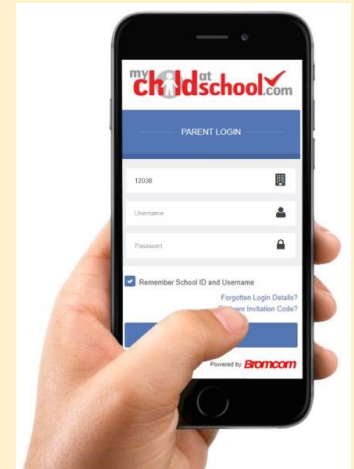 my child at school.com
PARENT LOGIN
12038
Username
Password
Remember School ID and Username
Forgotten Login Details?
Invitation Code?
Powered by Bromcom